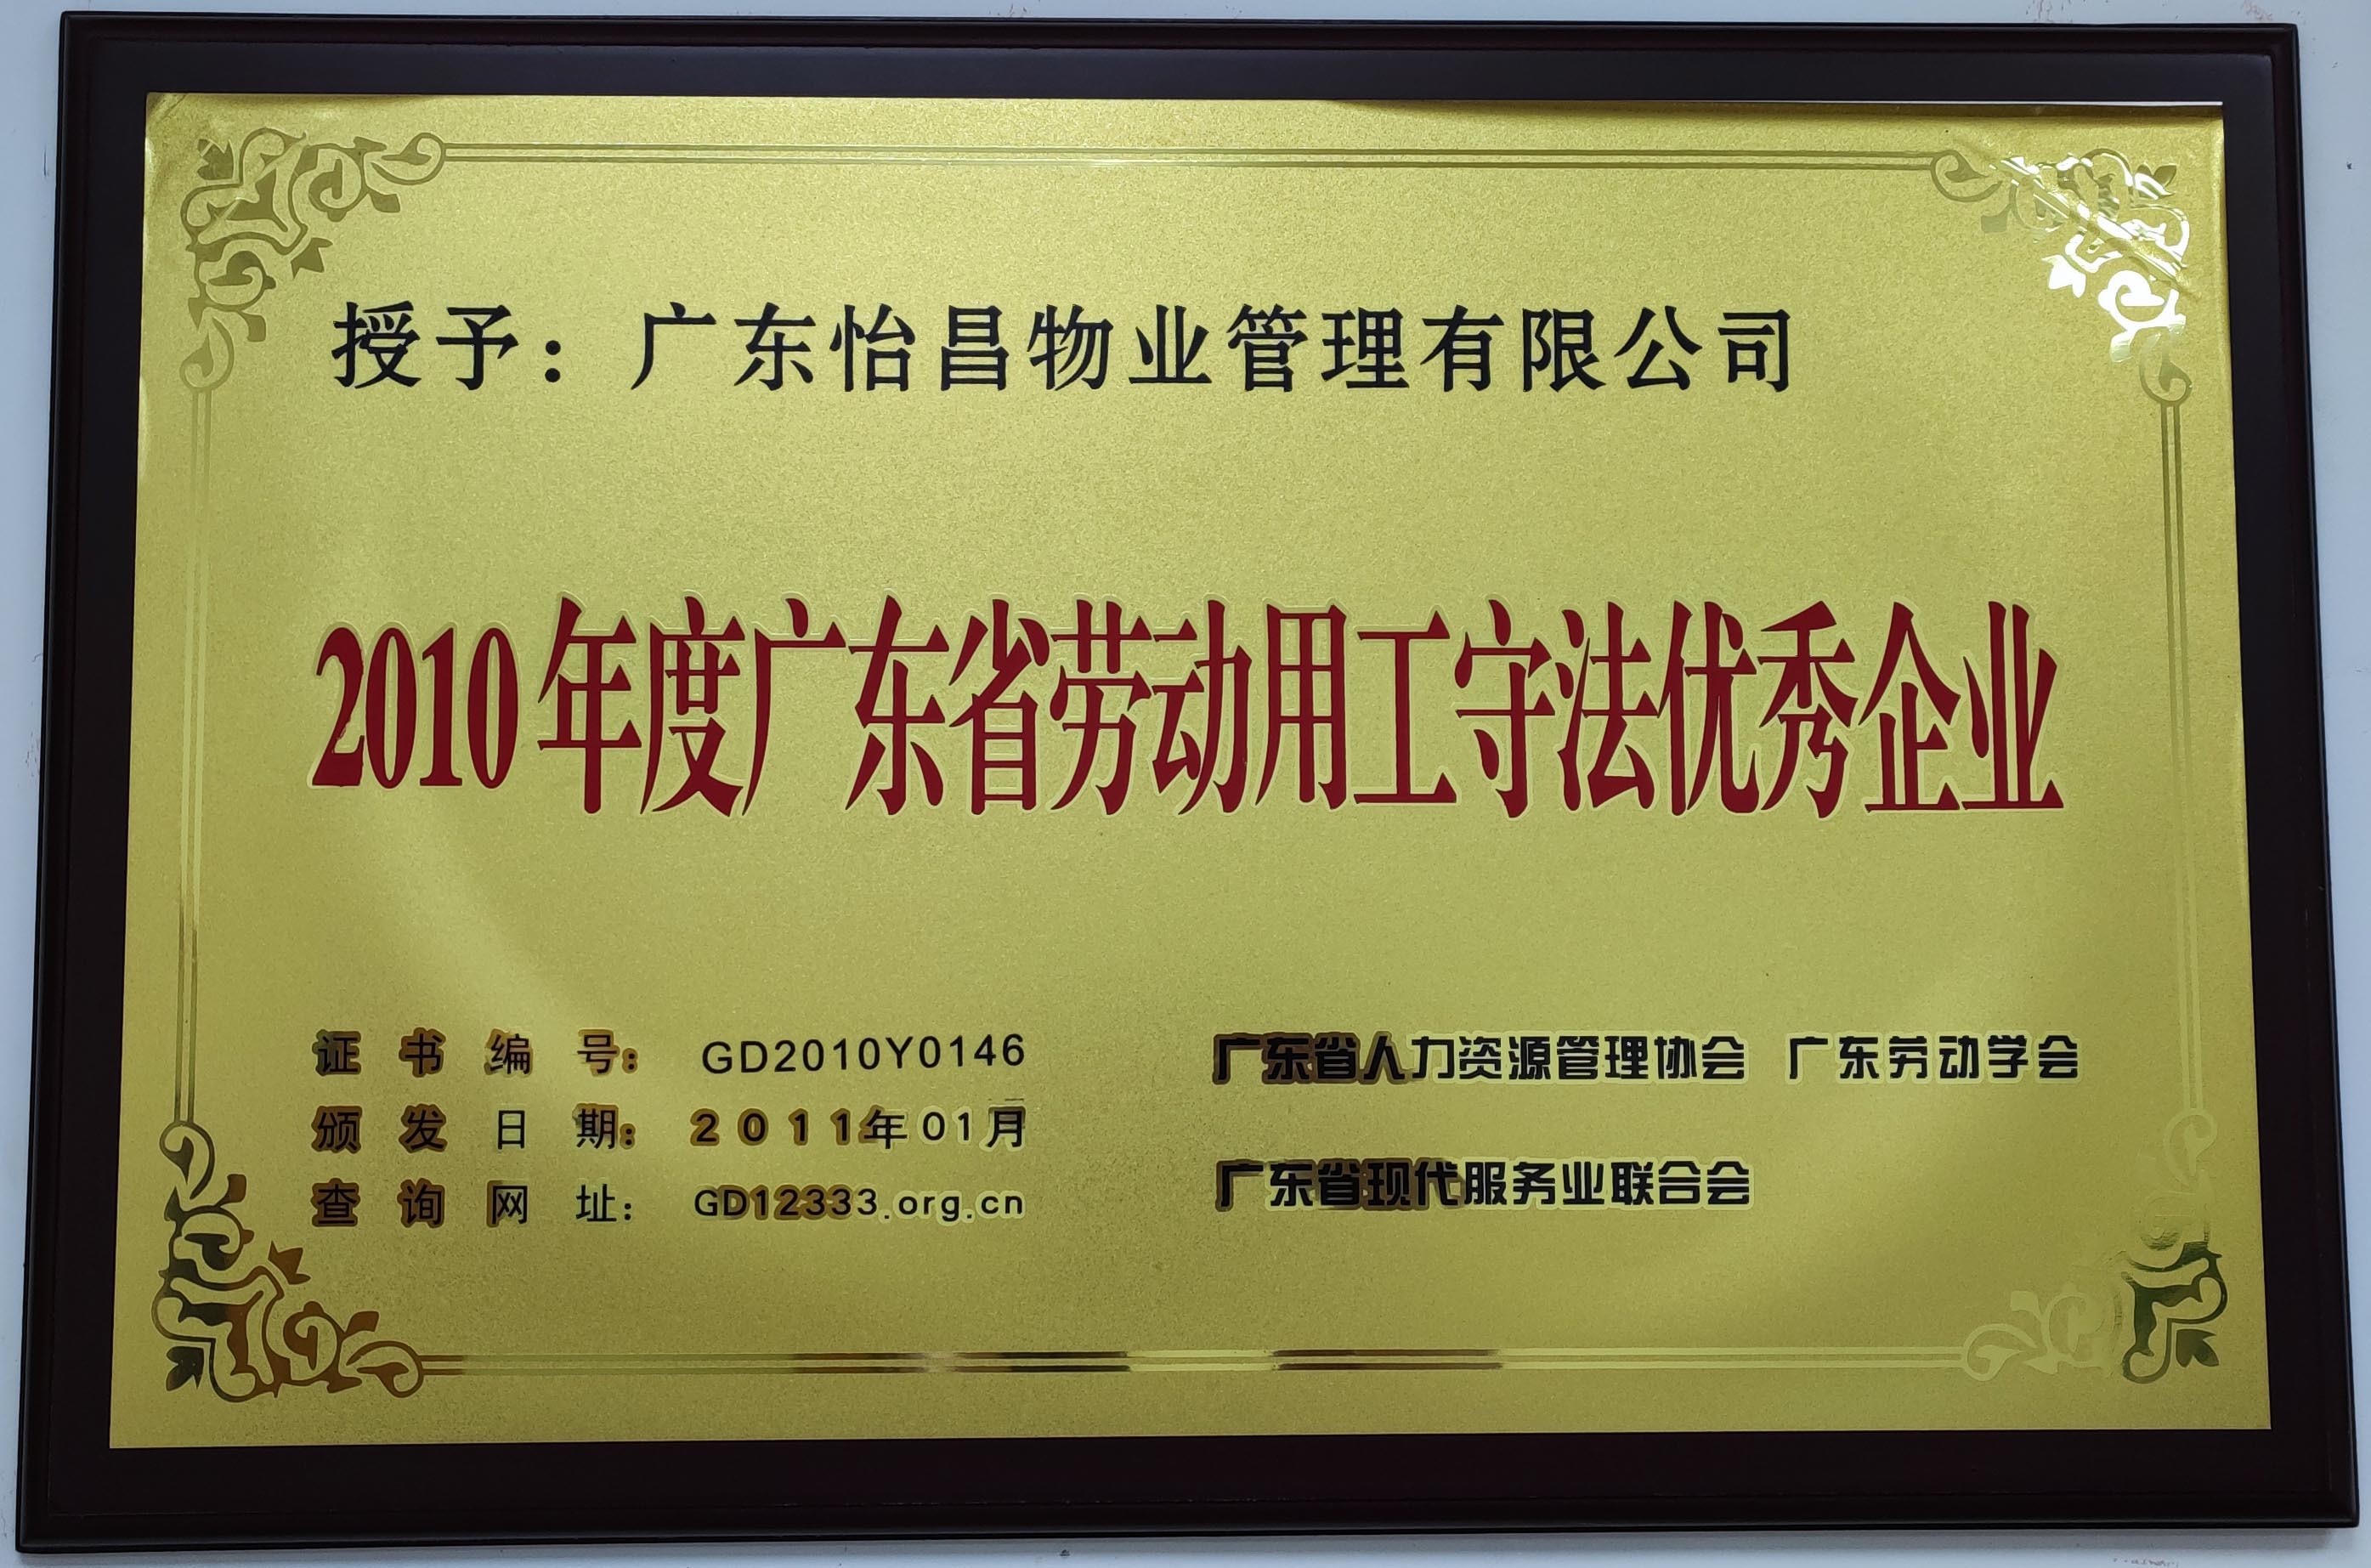 授予：广东怡昌物业管理有限公司
2010年度广东省劳动用工守法优秀企业
证书编号：GD2010Y0146
颁发日期：2011年01月
查询网址：GD12333.org.cn
广东省人力资源管理协会 广东劳动学会
广东省现代服务业联合会